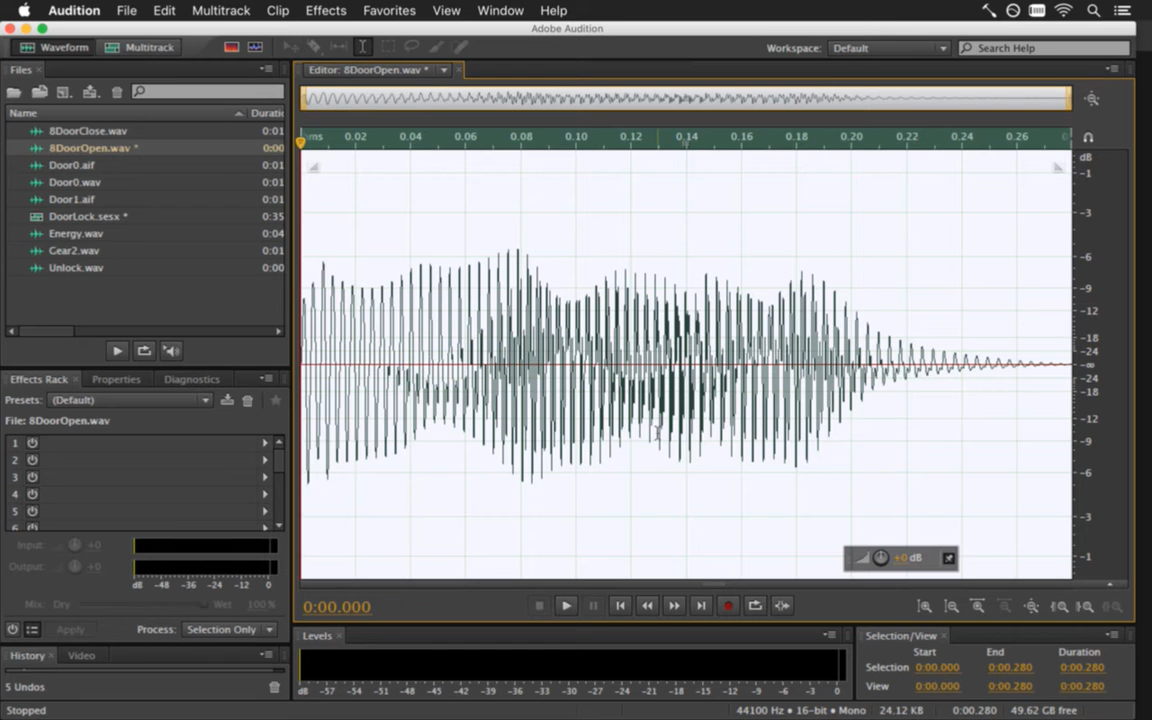 Audition File Edit Multitrack Clip Effects Favorites View Window Help
Adobe Audition
Waveform Multitrack Workspace: Default Search Help
Files Editor: 8DoorOpen.wav *
Name Duratic
8DoorClose.wav 0:01
8DoorOpen.wav * 0:00
Door0.aif 0:01
Door0.wav 0:01
Door1.aif 0:01
DoorLock.sesx * 0:35
Energy.wav 0:04
Gear2.wav 0:01
Unlock.wav 0:00
hms 0.02 0.04 0.06 0.08 0.10 0.12 0.14 0.16 0.18 0.20 0.22 0.24 0.26
dB
-1
-3
-6
-9
-12
-18
-24
-∞
-24
-18
-12
-9
-6
-3
-1
+0 dB
Effects Rack Properties Diagnostics
Presets: (Default)
File: 8DoorOpen.wav
1
2
3
4
5
6
Input: +0
Output: +0
dB -48 -36 -24 -12 0
Mix: Dry Wet 100 %
Apply Process: Selection Only
History Video
5 Undos
Stopped
0:00.000
Levels
dB -57 -54 -51 -48 -45 -42 -39 -36 -33 -30 -27 -24 -21 -18 -15 -12 -9 -6 -3 0
Selection/View
Start End Duration
Selection 0:00.000 0:00.280 0:00.280
View 0:00.000 0:00.280 0:00.280
44100 Hz • 16-bit • Mono 24.12 KB 0:00.280 49.62 GB free